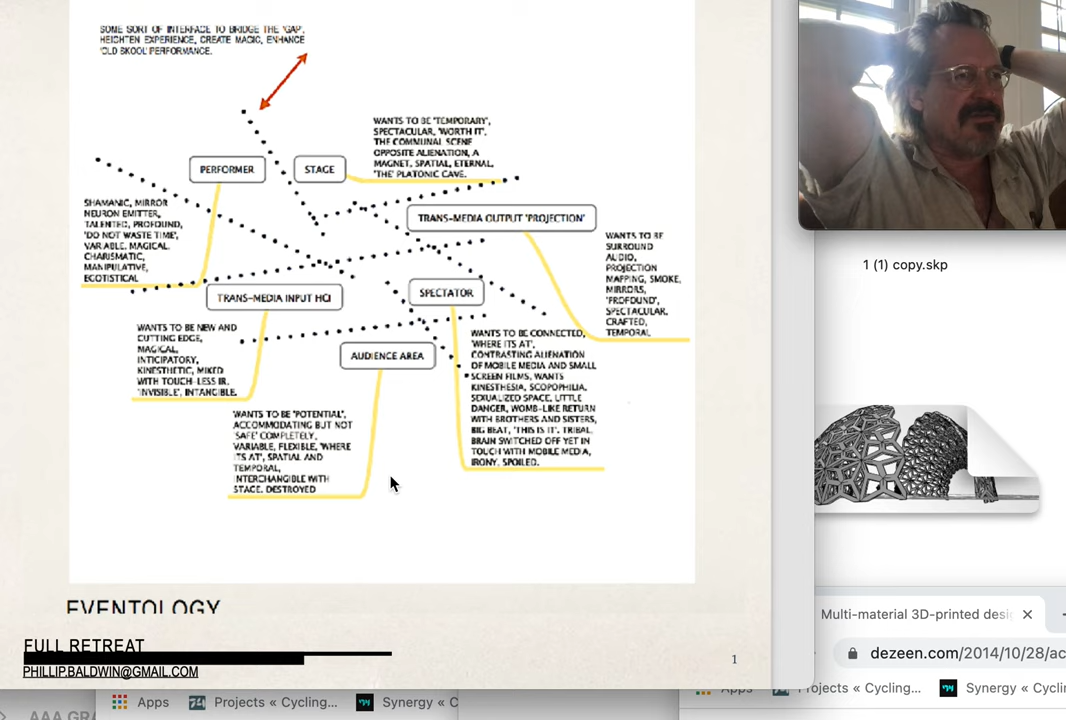 SOME SORT OF INTERFACE TO BRIDGE THE 'GAP',
HEIGHTEN EXPERIENCE, CREATE MAGIC, ENHANCE
'OLD SKOOL' PERFORMANCE.
WANTS TO BE 'TEMPORARY',
SPECTACULAR, 'WORTH IT'.
THE COMMUNAL SCENE
OPPOSITE ALIENATION, A
MAGNET, SPATIAL, ETERNAL,
'THE' PLATONIC CAVE.
PERFORMER
STAGE
SHAMANIC, MIRROR
NEURON EMITTER,
TALENTED, PROFOUND,
'DO NOT WASTE TIME',
VARIABLE, MAGICAL,
CHARISMATIC,
MANIPULATIVE,
EGOTISTICAL
TRANS-MEDIA OUTPUT 'PROJECTION'
WANTS TO BE
SURROUND
AUDIO,
PROJECTION
MAPPING, SMOKE,
MIRRORS,
'PROFOUND',
SPECTACULAR,
CRAFTED,
TEMPORAL
TRANS-MEDIA INPUT HCI
SPECTATOR
WANTS TO BE NEW AND
CUTTING EDGE,
MAGICAL,
INTICIPATORY,
KINESTHETIC, MIXED
WITH TOUCH-LESS IR.
'INVISIBLE', INTANGIBLE.
AUDIENCE AREA
WANTS TO BE CONNECTED,
'WHERE ITS AT',
CONTRASTING ALIENATION
OF MOBILE MEDIA AND SMALL
SCREEN FILMS, WANTS
KINESTHESIA, SCOPOPHILIA,
SEXUALIZED SPACE, LITTLE
DANGER, WOMB-LIKE RETURN
WITH BROTHERS AND SISTERS,
BIG BEAT, 'THIS IS IT'. TRIBAL,
BRAIN SWITCHED OFF YET IN
TOUCH WITH MOBILE MEDIA,
IRONY, SPOILED.
WANTS TO BE 'POTENTIAL',
ACCOMMODATING BUT NOT
'SAFE' COMPLETELY,
VARIABLE, FLEXIBLE, 'WHERE
ITS AT', SPATIAL AND
TEMPORAL,
INTERCHANGIBLE WITH
STAGE. DESTROYED
EVENTOLOGY
FULL RETREAT
PHILLIP.BALDWIN@GMAIL.COM
1
1 (1) copy.skp
Multi-material 3D-printed desi
dezeen.com/2014/10/28/ac
Apps
Projects « Cycling...
Synergy « C
Apps
Projects « Cycling...
Synergy « Com
AAA GRA